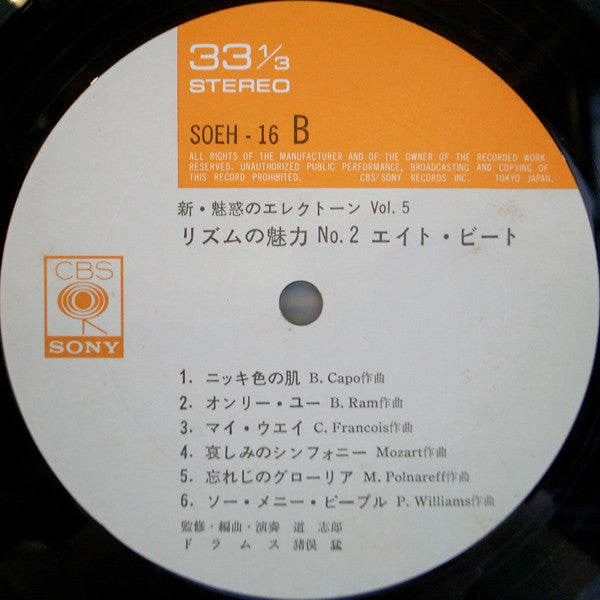 33 1/3
STEREO
SOEH - 16 B
ALL RIGHTS OF THE MANUFACTURER AND OF THE OWNER OF THE RECORDED WORK
RESERVED. UNAUTHORIZED PUBLIC PERFORMANCE, BROADCASTING AND COPYING OF
THIS RECORD PROHIBITED. CBS/SONY RECORDS INC. TOKYO JAPAN.
新・魅惑のエレクトーン Vol. 5
リズムの魅力 No. 2 エイト・ビート
CBS
SONY
1. ニッキ色の肌 B. Capo作曲
2. オンリー・ユー B. Ram作曲
3. マイ・ウエイ C. Francois作曲
4. 哀しみのシンフォニー Mozart作曲
5. 忘れじのグローリア M. Polnareff作曲
6. ソー・メニー・ピープル P. Williams作曲
監修・編曲・演奏 道 志郎
ドラムス 猪俣 猛